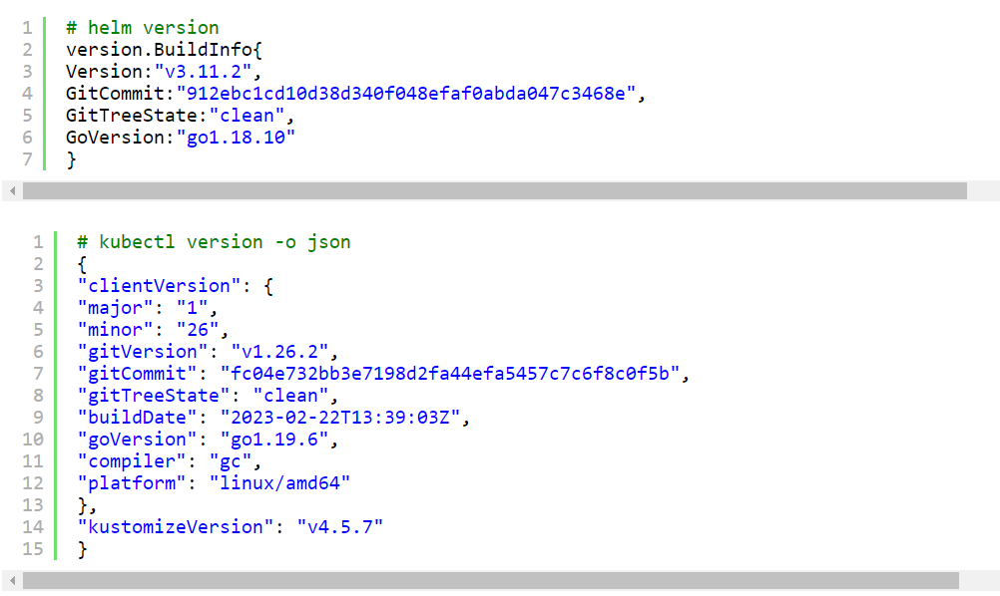 1 # helm version
2 version.BuildInfo{
3 Version:"v3.11.2",
4 GitCommit:"912ebc1cd10d38d340f048efaf0abda047c3468e",
5 GitTreeState:"clean",
6 GoVersion:"go1.18.10"
7 }
1 # kubectl version -o json
2 {
3 "clientVersion": {
4 "major": "1",
5 "minor": "26",
6 "gitVersion": "v1.26.2",
7 "gitCommit": "fc04e732bb3e7198d2fa44efa5457c7c6f8c0f5b",
8 "gitTreeState": "clean",
9 "buildDate": "2023-02-22T13:39:03Z",
10 "goVersion": "go1.19.6",
11 "compiler": "gc",
12 "platform": "linux/amd64"
13 },
14 "kustomizeVersion": "v4.5.7"
15 }